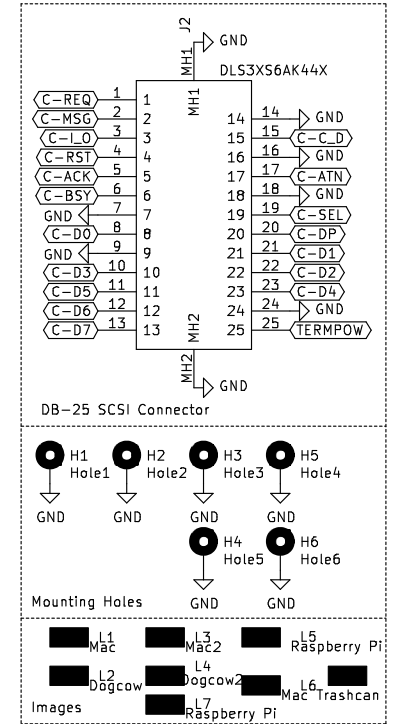 J2
GND
MH1
DLS3XS6AK44X
MH1
C-REQ 1 1
C-MSG 2 2
14 14 GND
C-I_O 3 3
15 15 C-C_D
C-RST 4 4
16 16 GND
C-ACK 5 5
17 17 C-ATN
C-BSY 6 6
18 18 GND
GND 7 7
19 19 C-SEL
C-D0 8 8
20 20 C-DP
GND 9 9
21 21 C-D1
C-D3 10 10
22 22 C-D2
C-D5 11 11
23 23 C-D4
C-D6 12 12
24 24 GND
C-D7 13 13
25 25 TERMPOW
MH2
MH2
GND
DB-25 SCSI Connector
H1
Hole1
GND
H2
Hole2
GND
H3
Hole3
GND
H5
Hole4
GND
H4
Hole5
GND
H6
Hole6
GND
Mounting Holes
L1
Mac
L3
Mac2
L5
Raspberry Pi
L2
Dogcow
L4
Dogcow2
L6
Mac Trashcan
L7
Raspberry Pi
Images